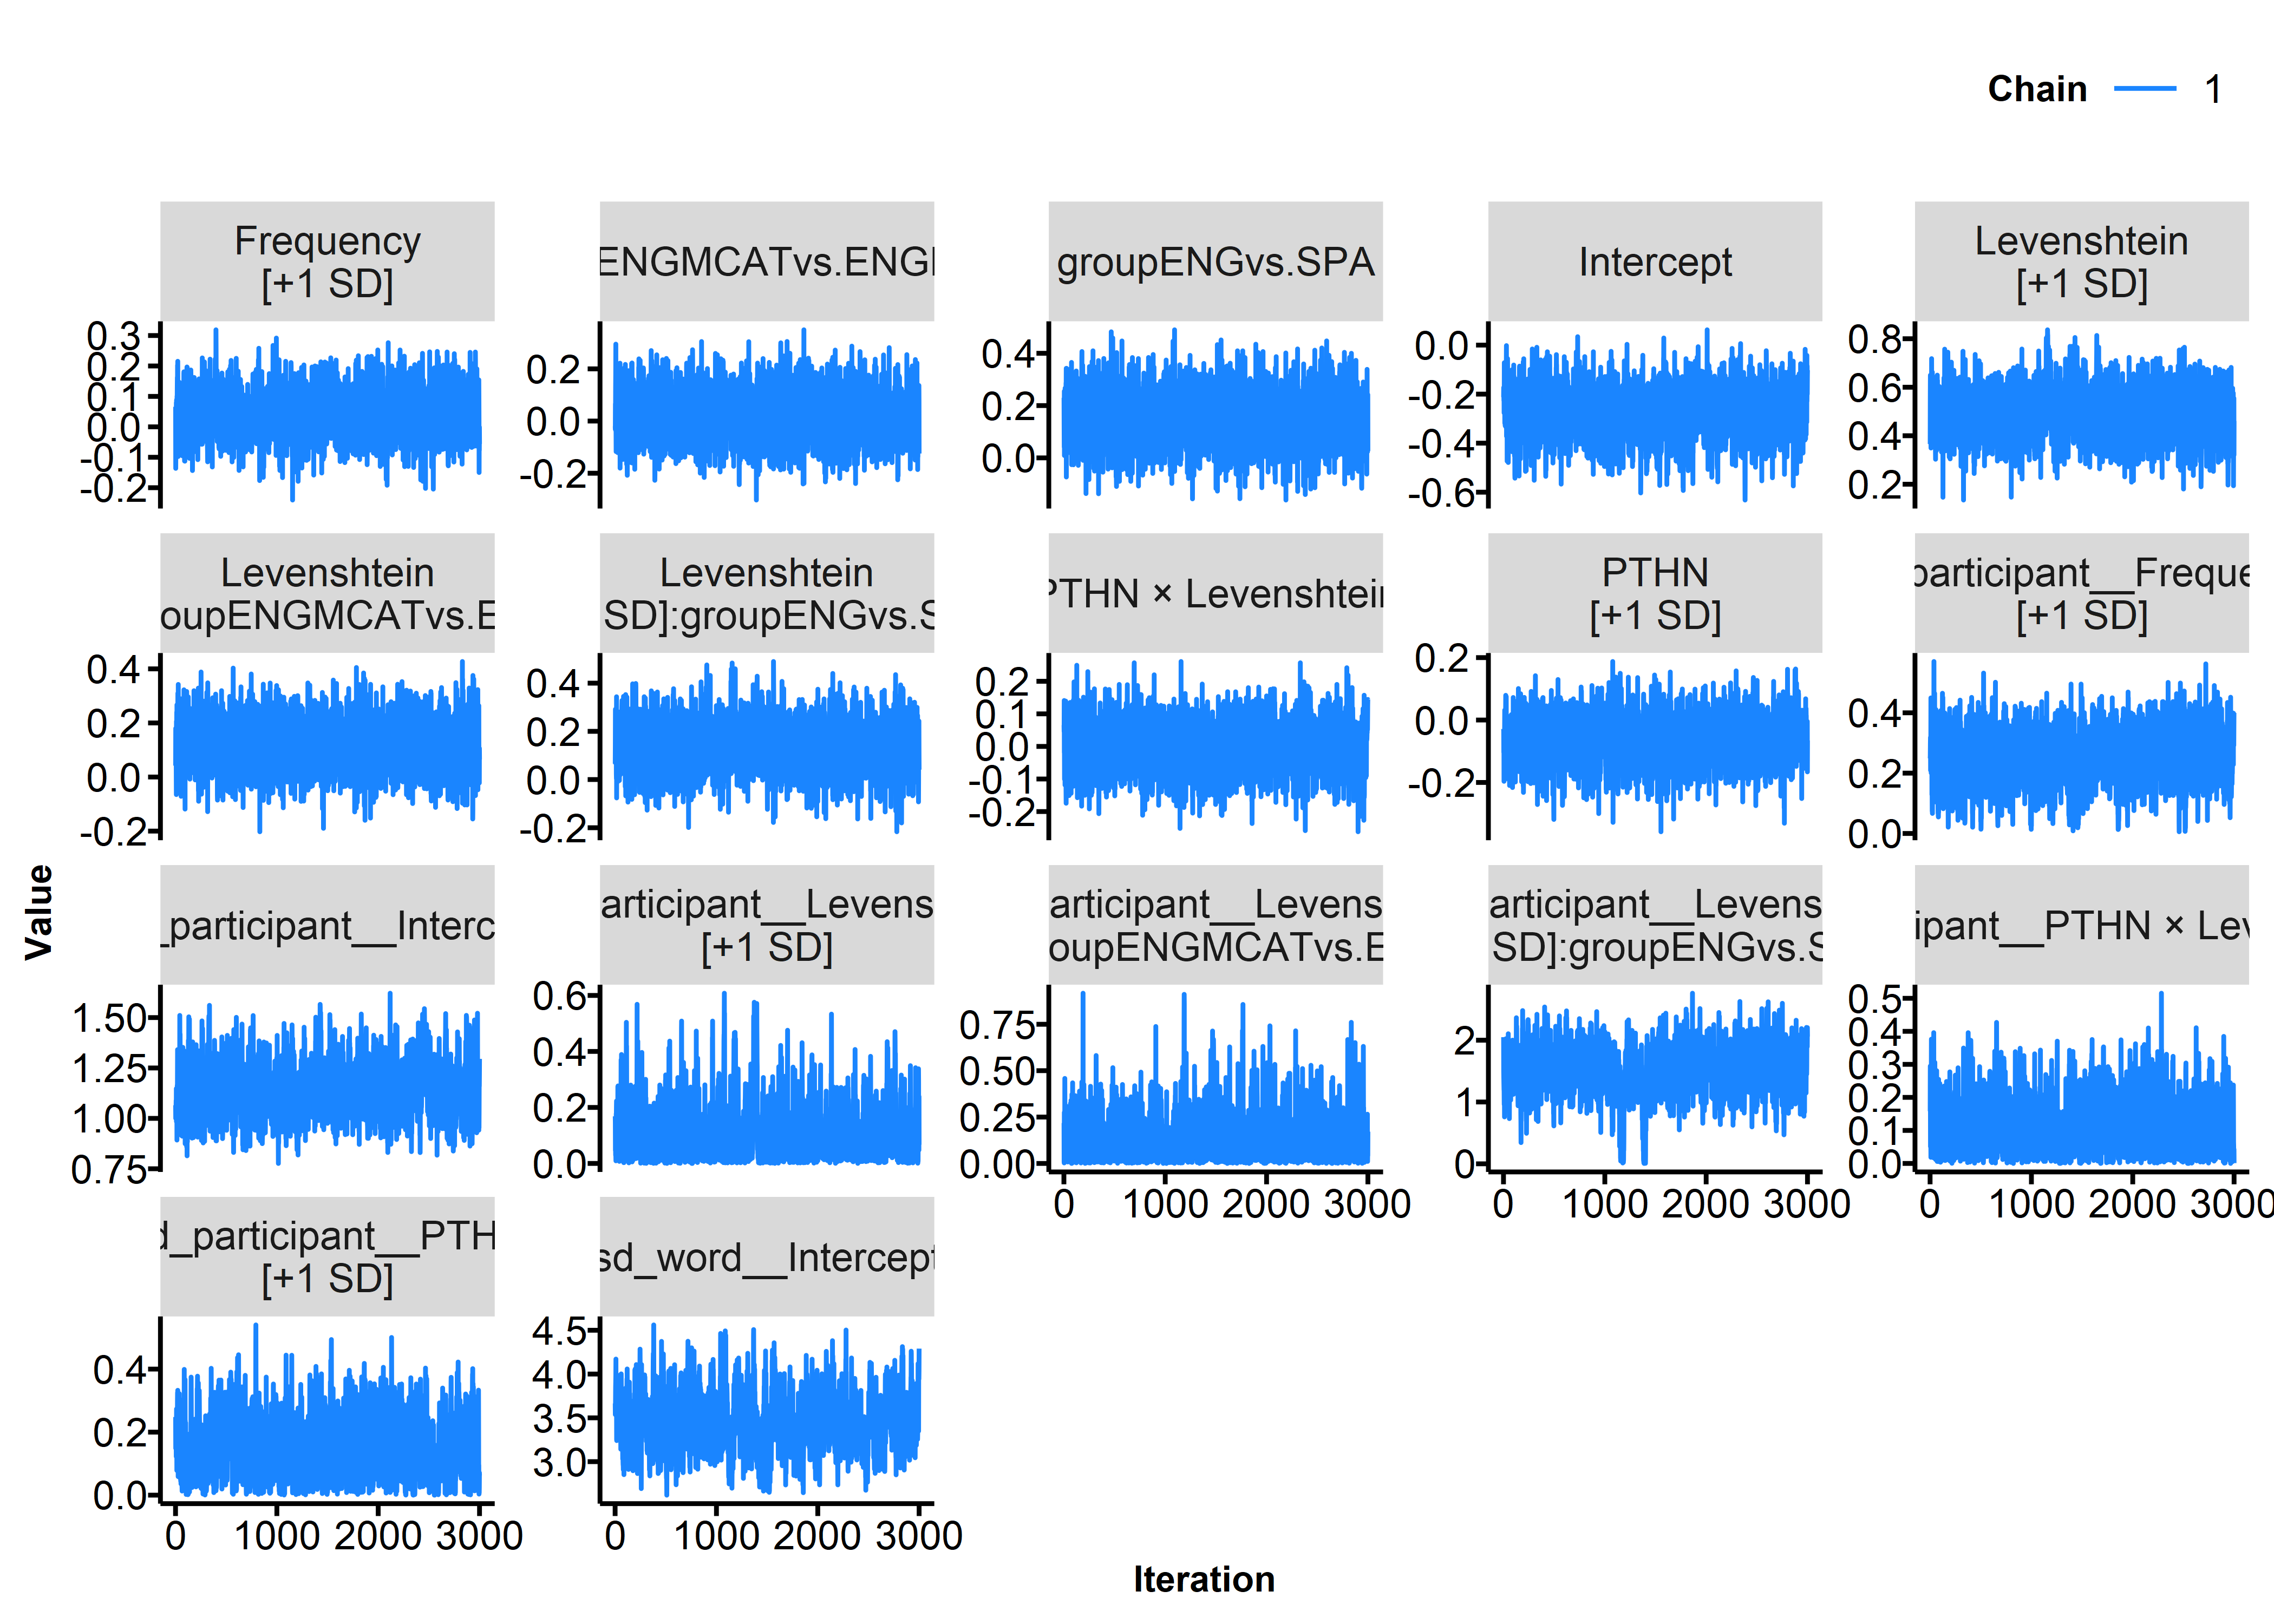 Chain 1
Frequency
[+1 SD]
ENGMCATvs.ENGI
groupENGvs.SPA
Intercept
Levenshtein
[+1 SD]
0.3
0.2
0.1
0.0
-0.1
-0.2
0.2
0.0
-0.2
0.4
0.2
0.0
0.0
-0.2
-0.4
-0.6
0.8
0.6
0.4
0.2
Levenshtein
oupENGMCATvs.E
Levenshtein
SD]:groupENGvs.S
PTHN × Levenshtein
PTHN
[+1 SD]
participant__Freque
[+1 SD]
0.4
0.2
0.0
-0.2
0.4
0.2
0.0
-0.2
0.2
0.1
0.0
-0.1
-0.2
0.2
0.0
-0.2
0.4
0.2
0.0
_participant__Interc
articipant__Levens
[+1 SD]
articipant__Levens
oupENGMCATvs.E
articipant__Levens
SD]:groupENGvs.S
ipant__PTHN × Lev
1.50
1.25
1.00
0.75
0.6
0.4
0.2
0.0
0.75
0.50
0.25
0.00
2
1
0
0.5
0.4
0.3
0.2
0.1
0.0
0 1000 2000 3000
0 1000 2000 3000
0 1000 2000 3000
d_participant__PTH
[+1 SD]
sd_word__Intercept
0.4
0.2
0.0
4.5
4.0
3.5
3.0
0 1000 2000 3000
0 1000 2000 3000
Value
Iteration